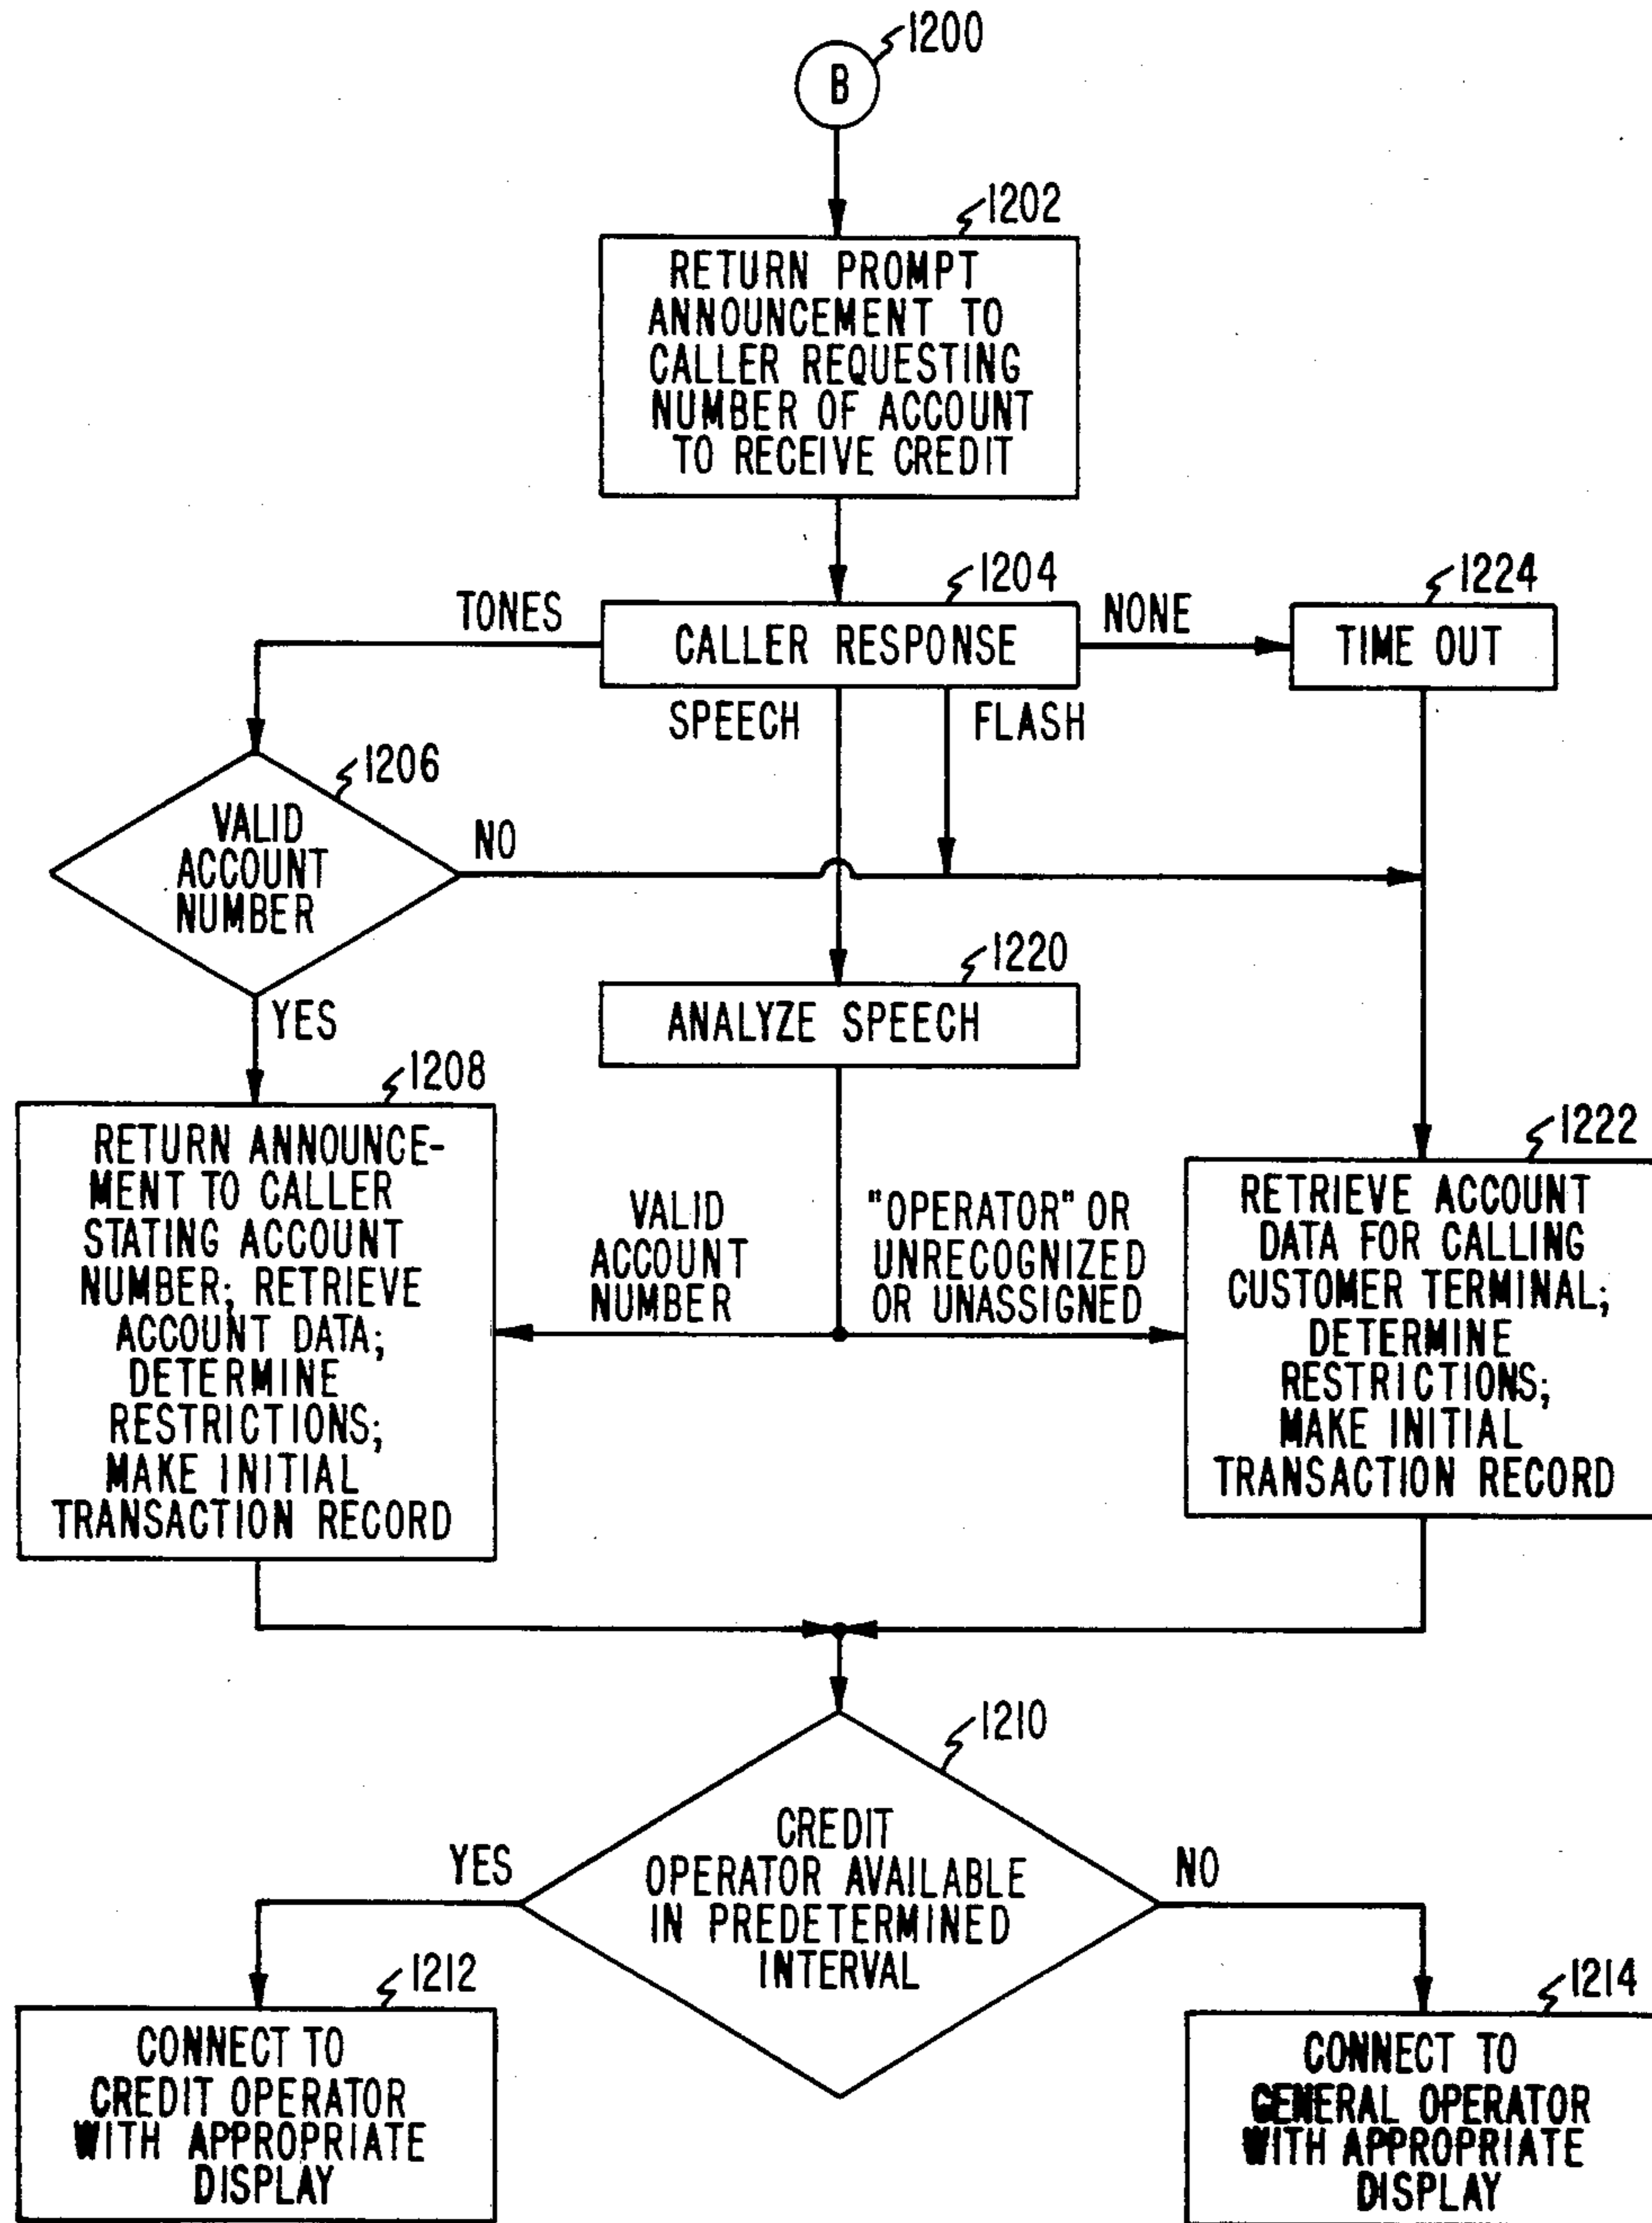 1200
B
1202
RETURN PROMPT
ANNOUNCEMENT TO
CALLER REQUESTING
NUMBER OF ACCOUNT
TO RECEIVE CREDIT
TONES
1204
CALLER RESPONSE
NONE
1224
TIME OUT
SPEECH
FLASH
1206
VALID
ACCOUNT
NUMBER
NO
YES
1220
ANALYZE SPEECH
1208
RETURN ANNOUNCE-
MENT TO CALLER
STATING ACCOUNT
NUMBER; RETRIEVE
ACCOUNT DATA;
DETERMINE
RESTRICTIONS;
MAKE INITIAL
TRANSACTION RECORD
VALID
ACCOUNT
NUMBER
"OPERATOR" OR
UNRECOGNIZED
OR UNASSIGNED
1222
RETRIEVE ACCOUNT
DATA FOR CALLING
CUSTOMER TERMINAL;
DETERMINE
RESTRICTIONS;
MAKE INITIAL
TRANSACTION RECORD
1210
CREDIT
OPERATOR AVAILABLE
IN PREDETERMINED
INTERVAL
YES
NO
1212
CONNECT TO
CREDIT OPERATOR
WITH APPROPRIATE
DISPLAY
1214
CONNECT TO
GENERAL OPERATOR
WITH APPROPRIATE
DISPLAY